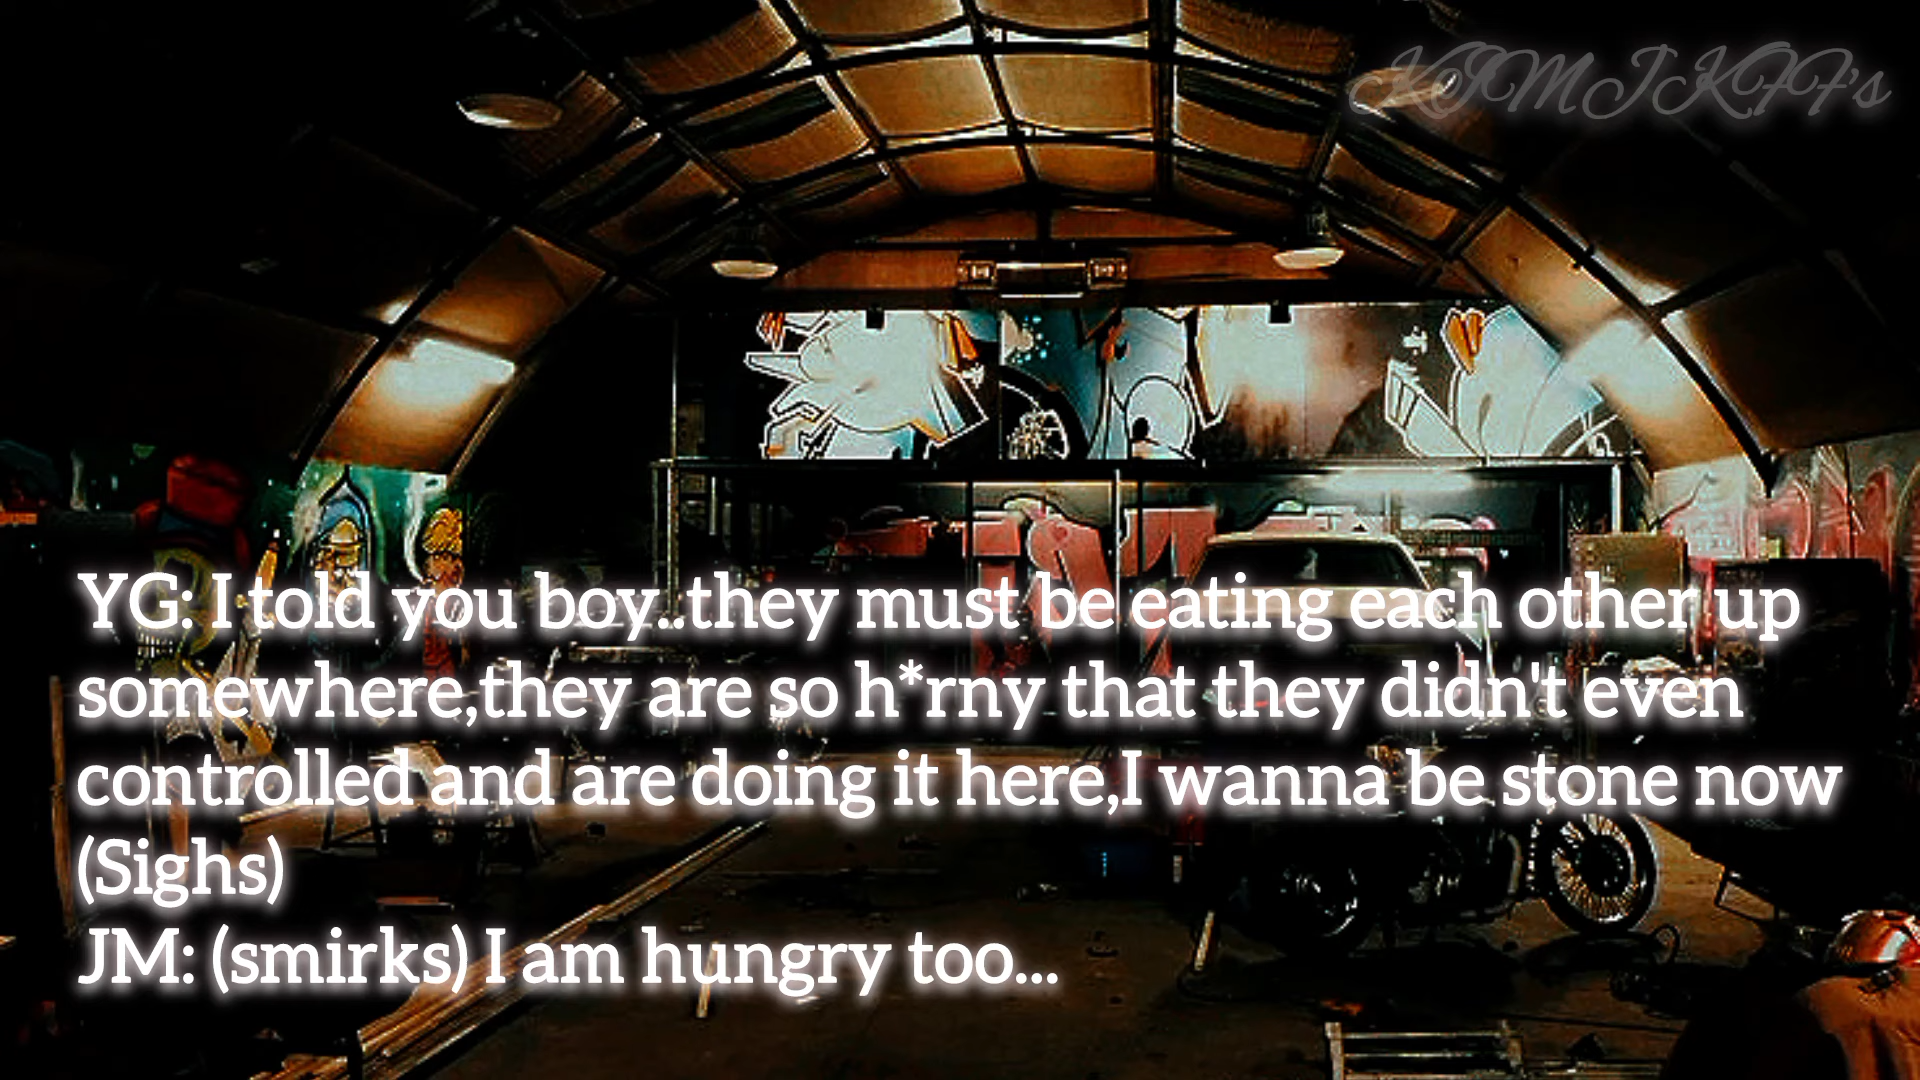 KIMJKFF's
YG: I told you boy..they must be eating each other up
somewhere,they are so h*rny that they didn't even
controlled and are doing it here,I wanna be stone now
(Sighs)
JM: (smirks) I am hungry too...